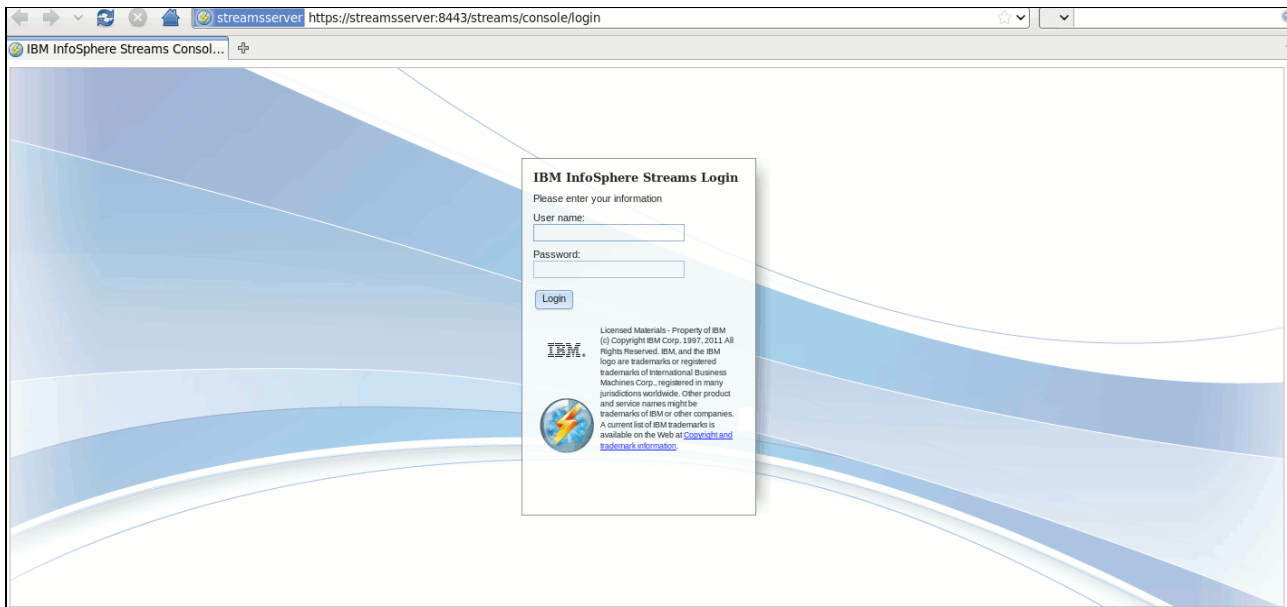 streamsserver https://streamsserver:8443/streams/console/login
IBM InfoSphere Streams Consol...
IBM InfoSphere Streams Login
Please enter your information
User name:
Password:
Login
IBM.
Licensed Materials - Property of IBM
(c) Copyright IBM Corp. 1997, 2011 All
Rights Reserved. IBM, and the IBM
logo are trademarks or registered
trademarks of International Business
Machines Corp., registered in many
jurisdictions worldwide. Other product
and service names might be
trademarks of IBM or other companies.
A current list of IBM trademarks is
available on the Web at Copyright and
trademark information.